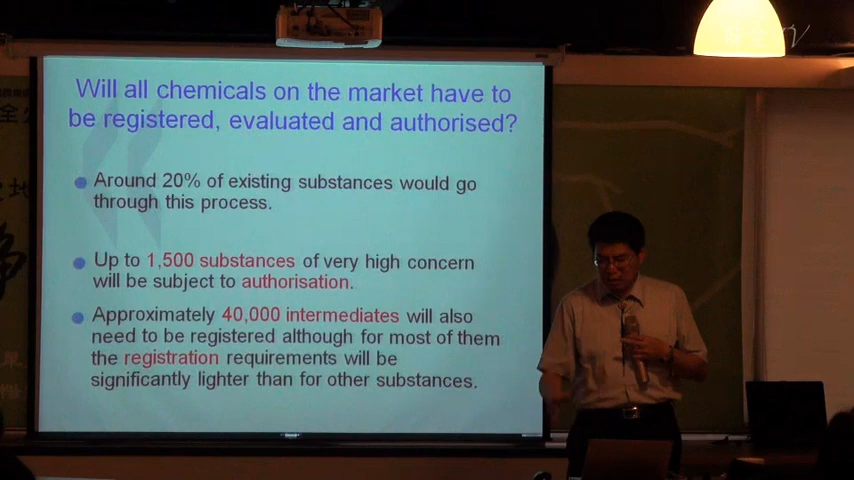 Will all chemicals on the market have to
be registered, evaluated and authorised?
Around 20% of existing substances would go
through this process.
Up to 1,500 substances of very high concern
will be subject to authorisation.
Approximately 40,000 intermediates will also
need to be registered although for most of them
the registration requirements will be
significantly lighter than for other substances.